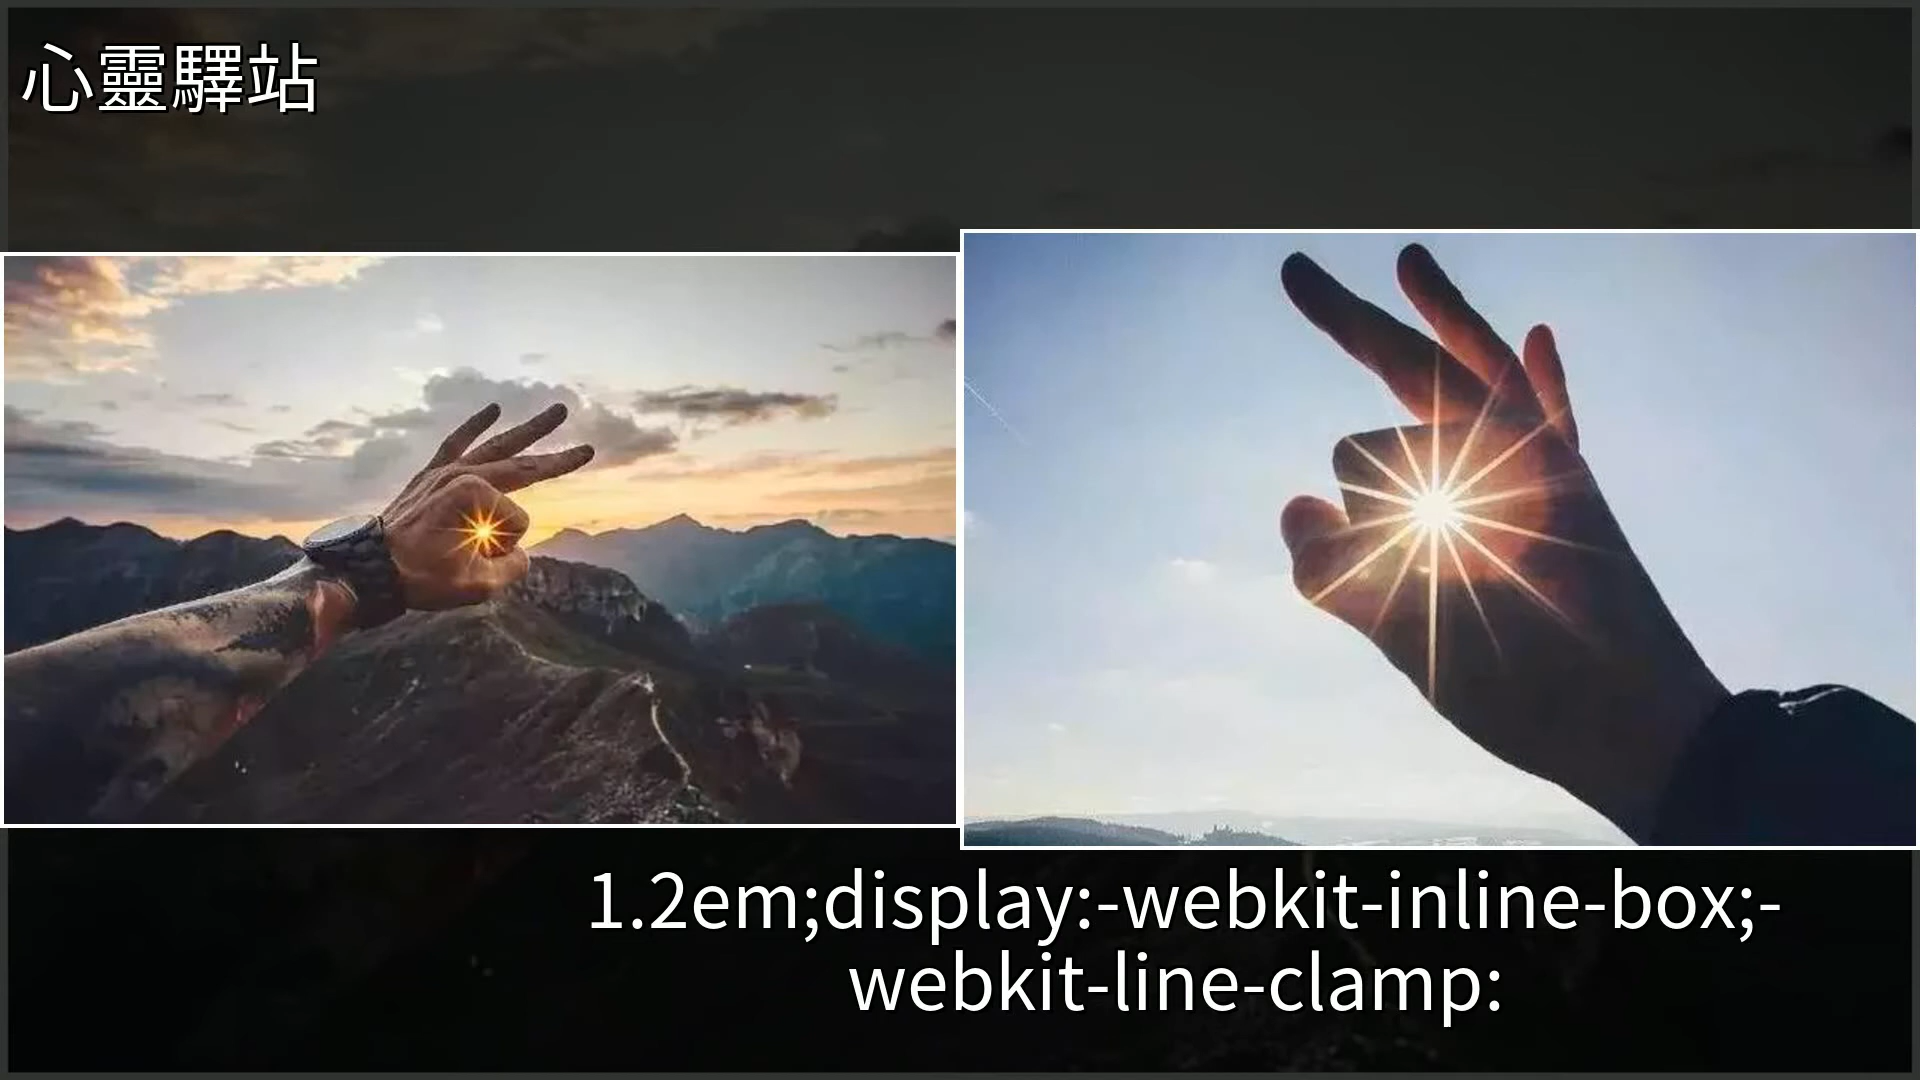 心靈驛站
1.2em;display:-webkit-inline-box;-
webkit-line-clamp: